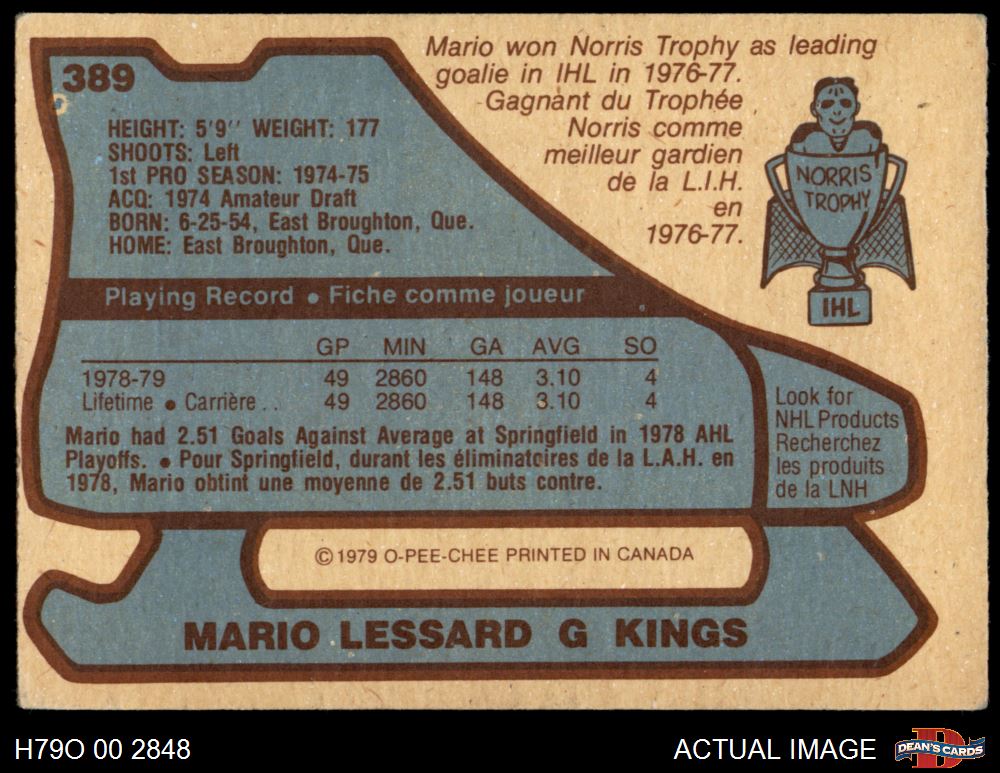 389
Mario won Norris Trophy as leading
goalie in IHL in 1976-77.
Gagnant du Trophée
Norris comme
meilleur gardien
de la L.I.H.
en
1976-77.
NORRIS
TROPHY
IHL
HEIGHT: 5'9" WEIGHT: 177
SHOOTS: Left
1st PRO SEASON: 1974-75
ACQ: 1974 Amateur Draft
BORN: 6-25-54, East Broughton, Que.
HOME: East Broughton, Que.
Playing Record • Fiche comme joueur
GP MIN GA AVG SO
1978-79 49 2860 148 3.10 4
Lifetime • Carrière . . 49 2860 148 3.10 4
Mario had 2.51 Goals Against Average at Springfield in 1978 AHL
Playoffs. • Pour Springfield, durant les éliminatoires de la L.A.H. en
1978, Mario obtint une moyenne de 2.51 buts contre.
Look for
NHL Products
Recherchez
les produits
de la LNH
© 1979 O-PEE-CHEE PRINTED IN CANADA
MARIO LESSARD G KINGS
H79O 00 2848
ACTUAL IMAGE
D
DEAN'S CARDS